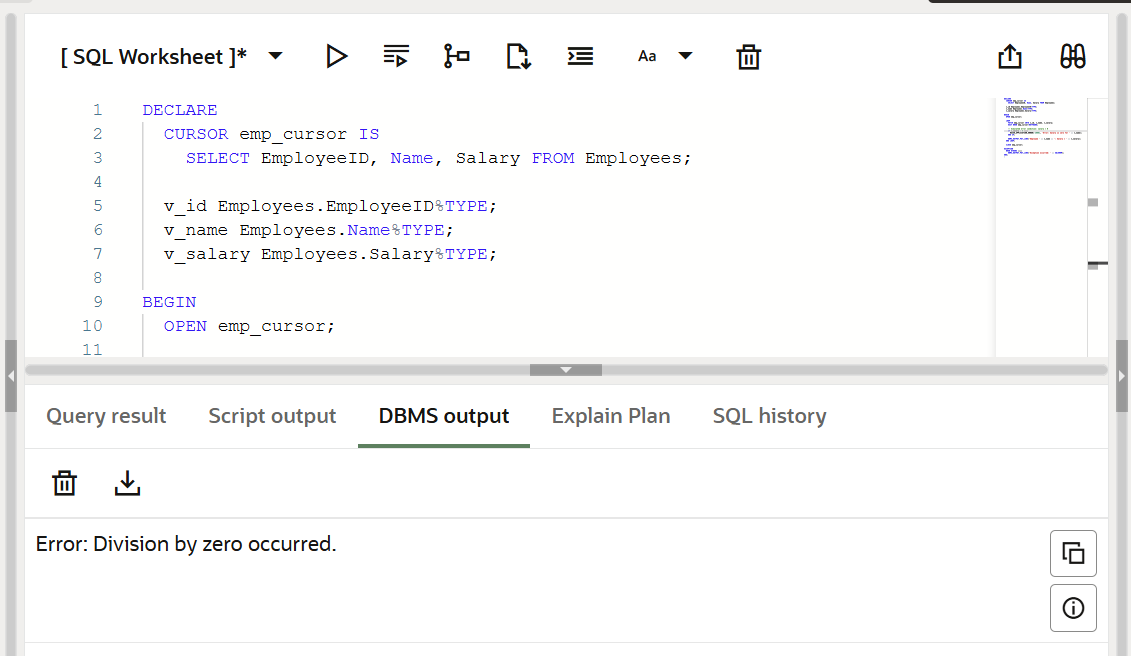 [ SQL Worksheet ]*
Aa
1 DECLARE
2 CURSOR emp_cursor IS
3 SELECT EmployeeID, Name, Salary FROM Employees;
4
5 v_id Employees.EmployeeID%TYPE;
6 v_name Employees.Name%TYPE;
7 v_salary Employees.Salary%TYPE;
8
9 BEGIN
10 OPEN emp_cursor;
11
Query result Script output DBMS output Explain Plan SQL history
Error: Division by zero occurred.